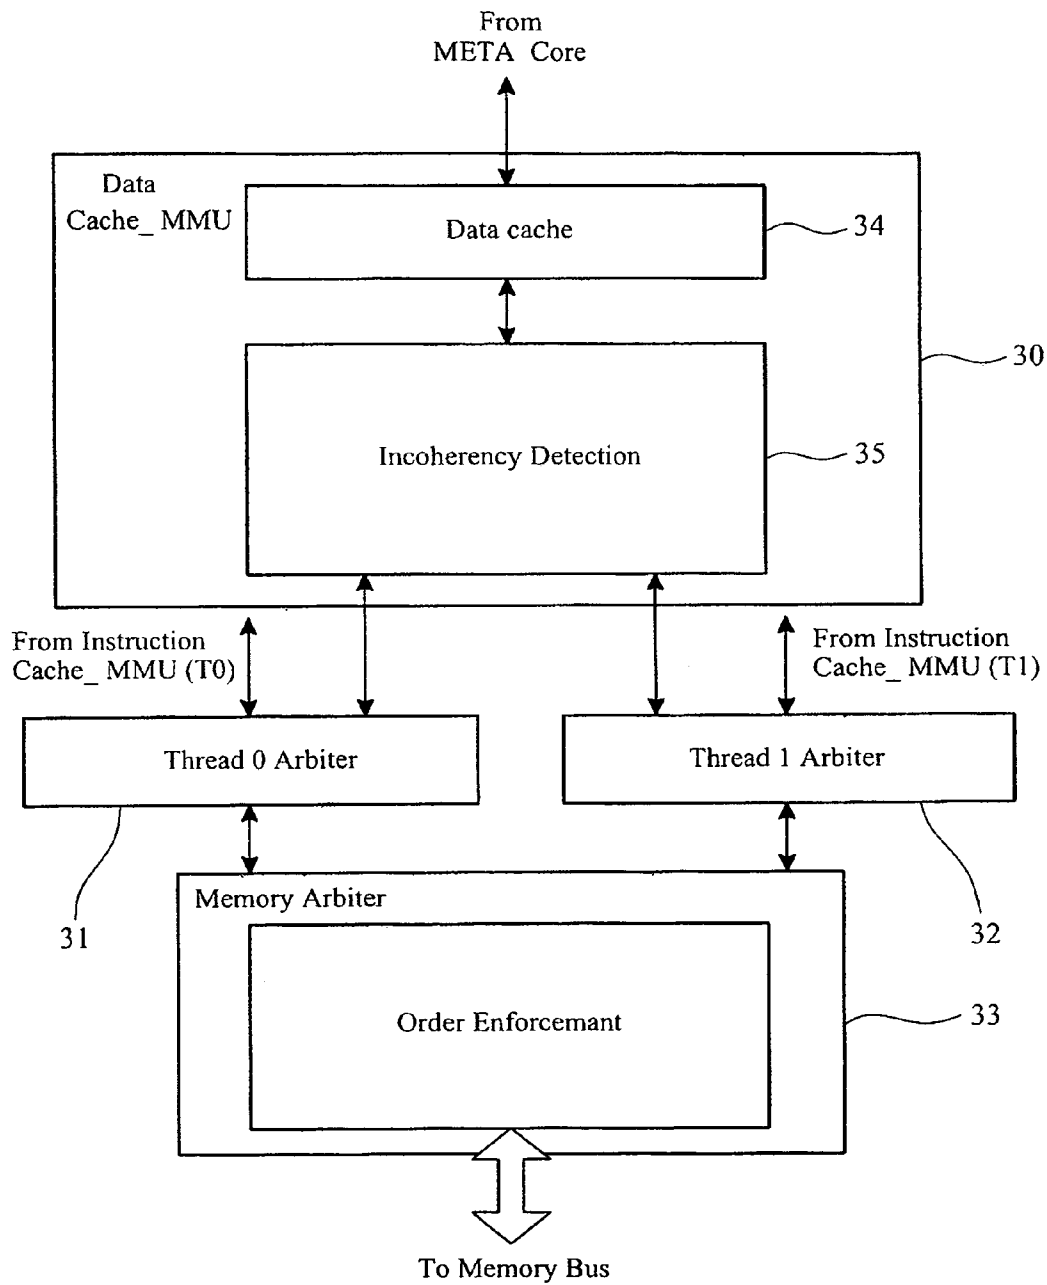 From
META Core
Data
Cache_ MMU
Data cache
34
30
Incoherency Detection
35
From Instruction
Cache_ MMU (T0)
From Instruction
Cache_ MMU (T1)
Thread 0 Arbiter
Thread 1 Arbiter
31
32
Memory Arbiter
Order Enforcemant
33
To Memory Bus